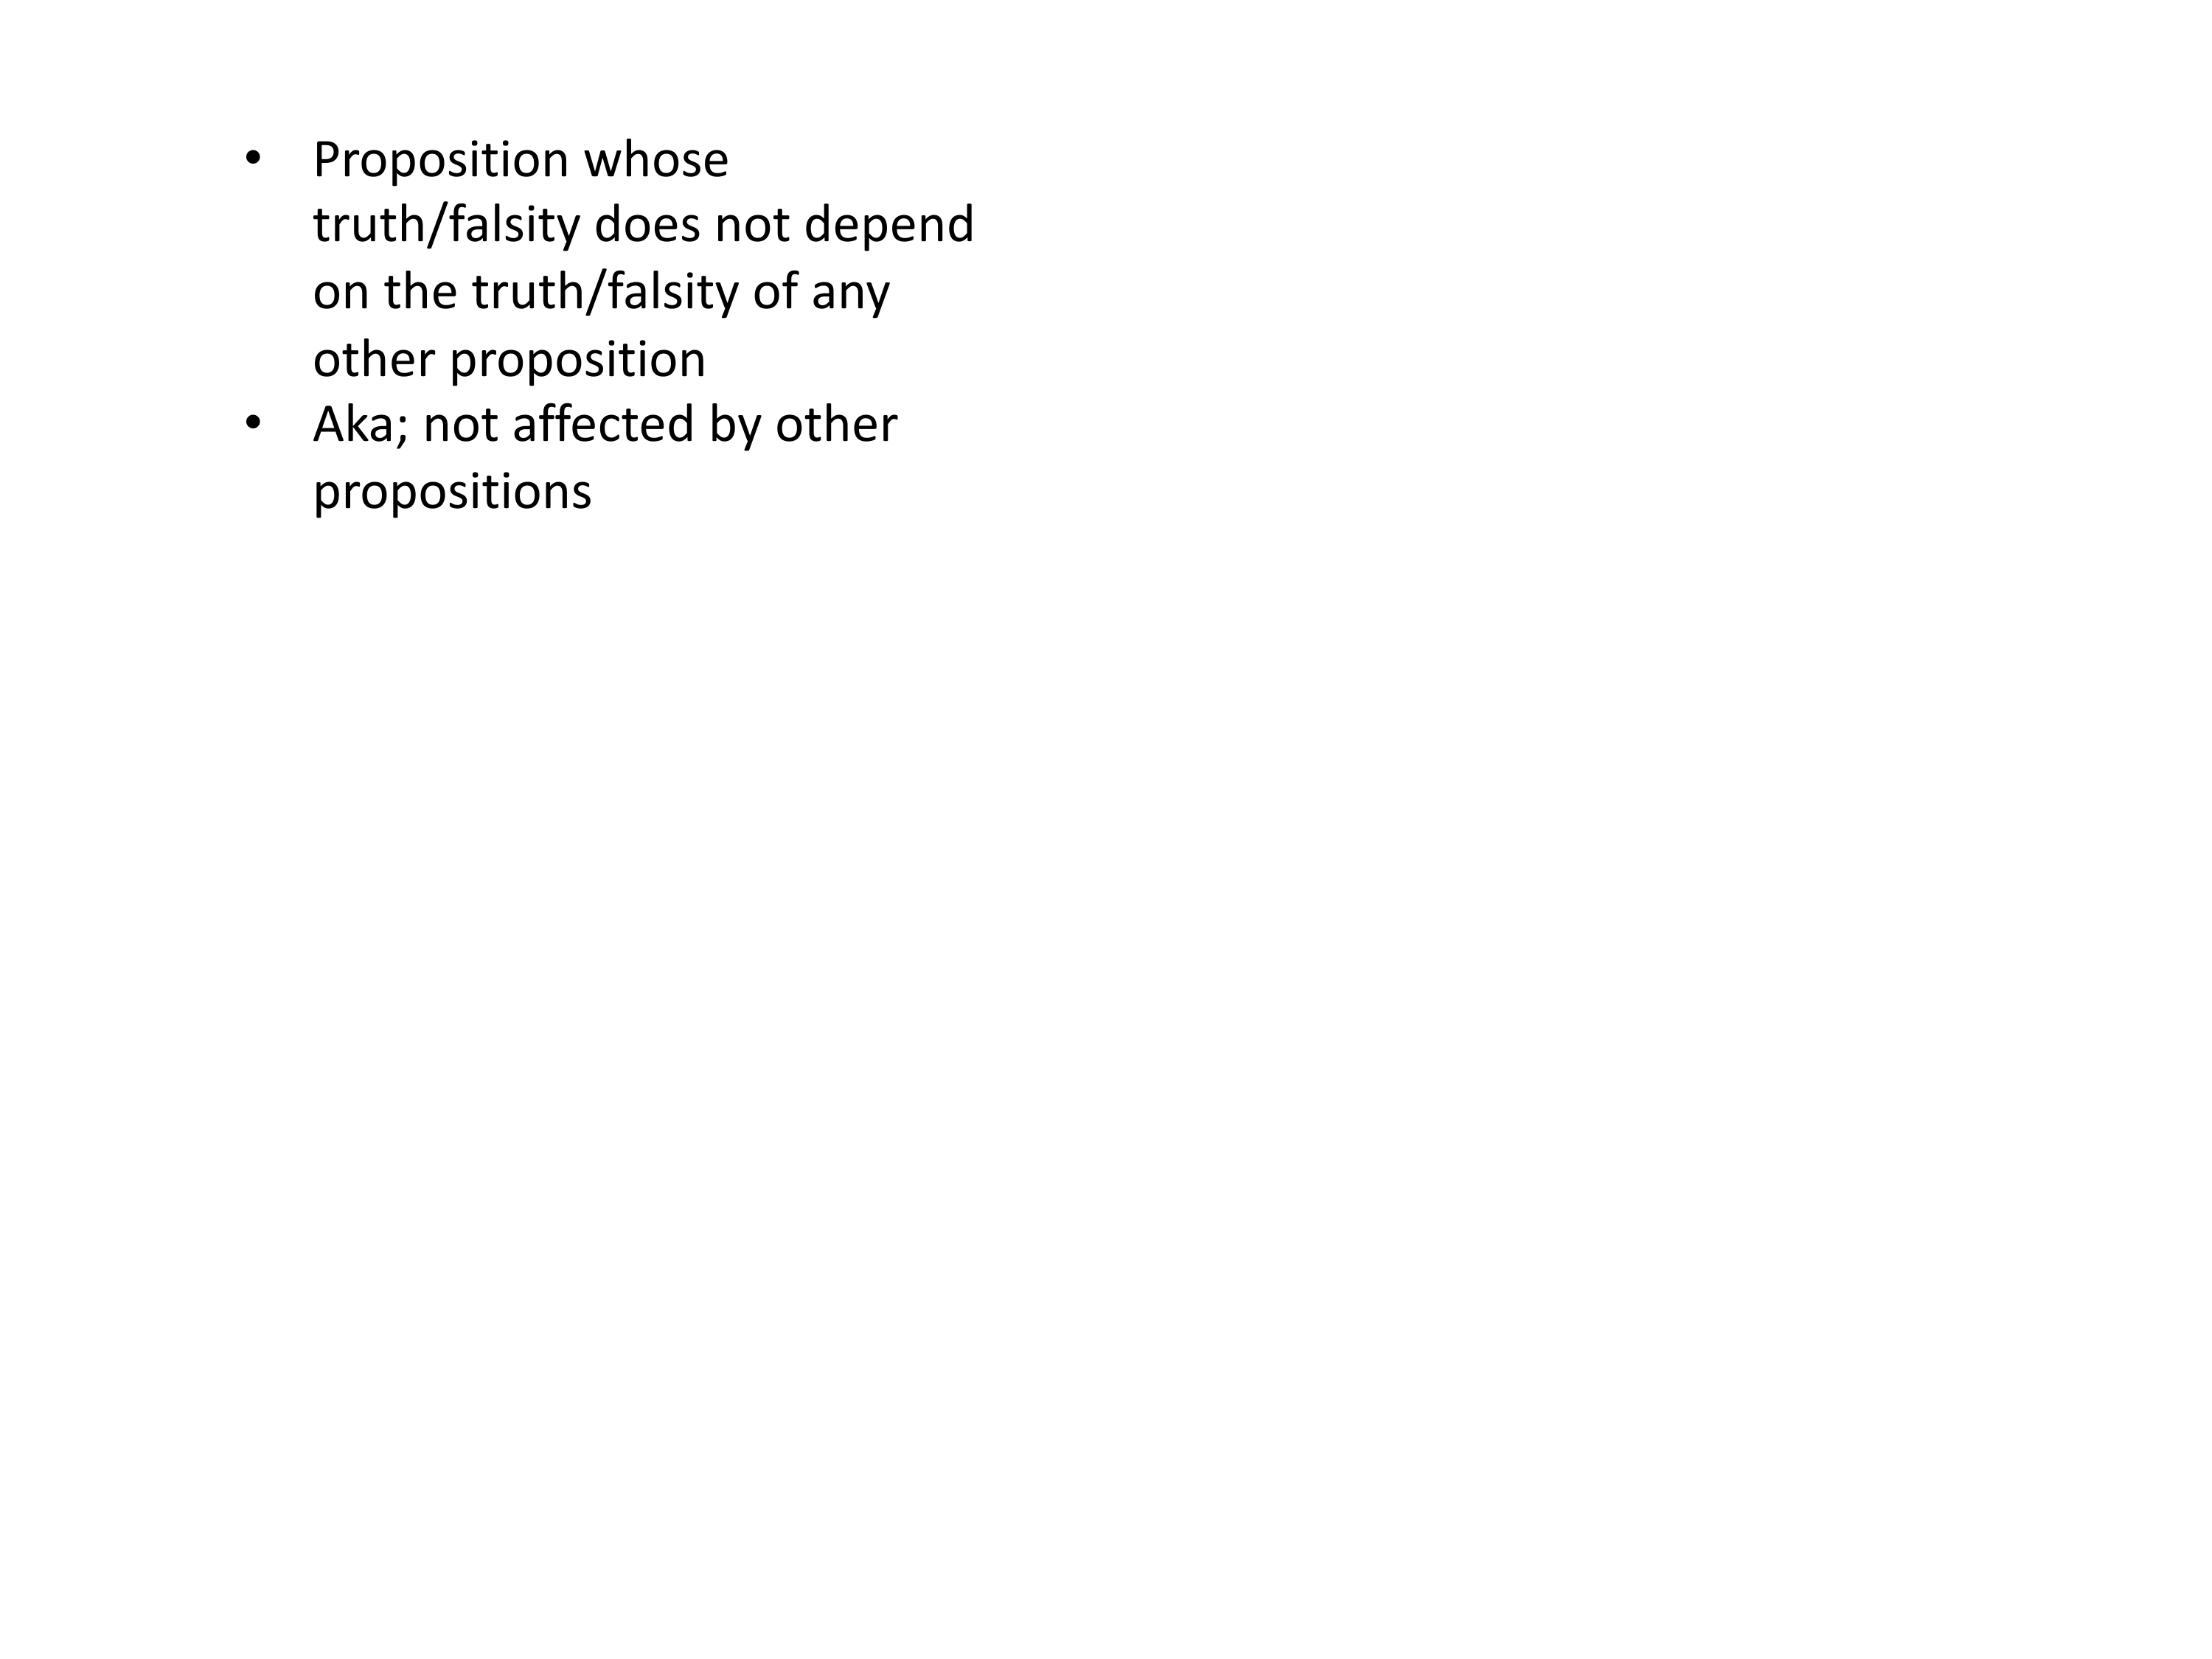 • Proposition whose
truth/falsity does not depend
on the truth/falsity of any
other proposition
• Aka; not affected by other
propositions